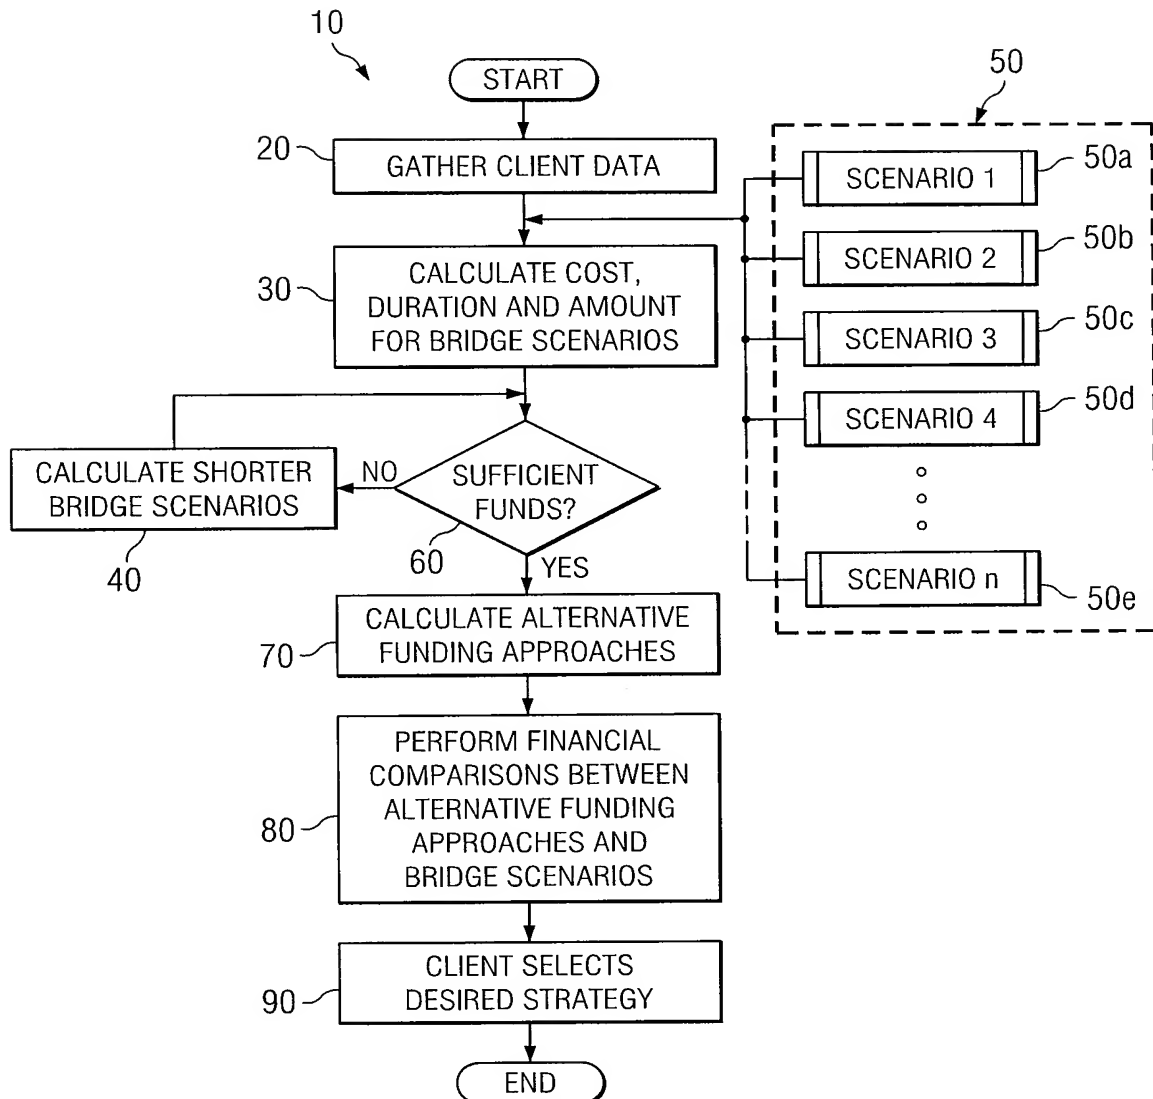 10
START
50
20
GATHER CLIENT DATA
SCENARIO 1
50a
30
CALCULATE COST,
DURATION AND AMOUNT
FOR BRIDGE SCENARIOS
SCENARIO 2
50b
SCENARIO 3
50c
SCENARIO 4
50d
CALCULATE SHORTER
BRIDGE SCENARIOS
40
NO
SUFFICIENT
FUNDS?
60
YES
SCENARIO n
50e
70
CALCULATE ALTERNATIVE
FUNDING APPROACHES
80
PERFORM FINANCIAL
COMPARISONS BETWEEN
ALTERNATIVE FUNDING
APPROACHES AND
BRIDGE SCENARIOS
90
CLIENT SELECTS
DESIRED STRATEGY
END